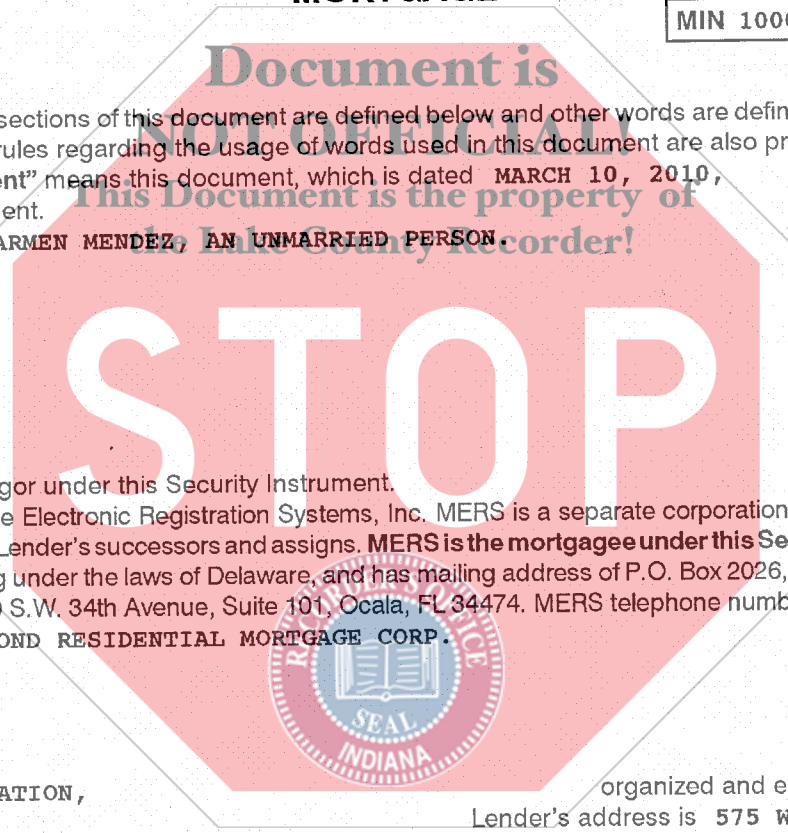 MORTGAGE
MIN 1000
Document is
sections of this document are defined below and other words are defin
NOT OFFICIAL!
rules regarding the usage of words used in this document are also pr
ent" means this document, which is dated MARCH 10, 2010,
This Document is the property of
ent.
ARMEN MENDEZ, AN UNMARRIED PERSON.
the Lake County Recorder!
STOP
gor under this Security Instrument.
e Electronic Registration Systems, Inc. MERS is a separate corporation
Lender's successors and assigns. MERS is the mortgagee under this Se
g under the laws of Delaware, and has mailing address of P.O. Box 2026,
S.W. 34th Avenue, Suite 101, Ocala, FL 34474. MERS telephone numb
OND RESIDENTIAL MORTGAGE CORP.
RECORDER'S OFFICE
SEAL
INDIANA
organized and e
ATION,
Lender's address is 575 W